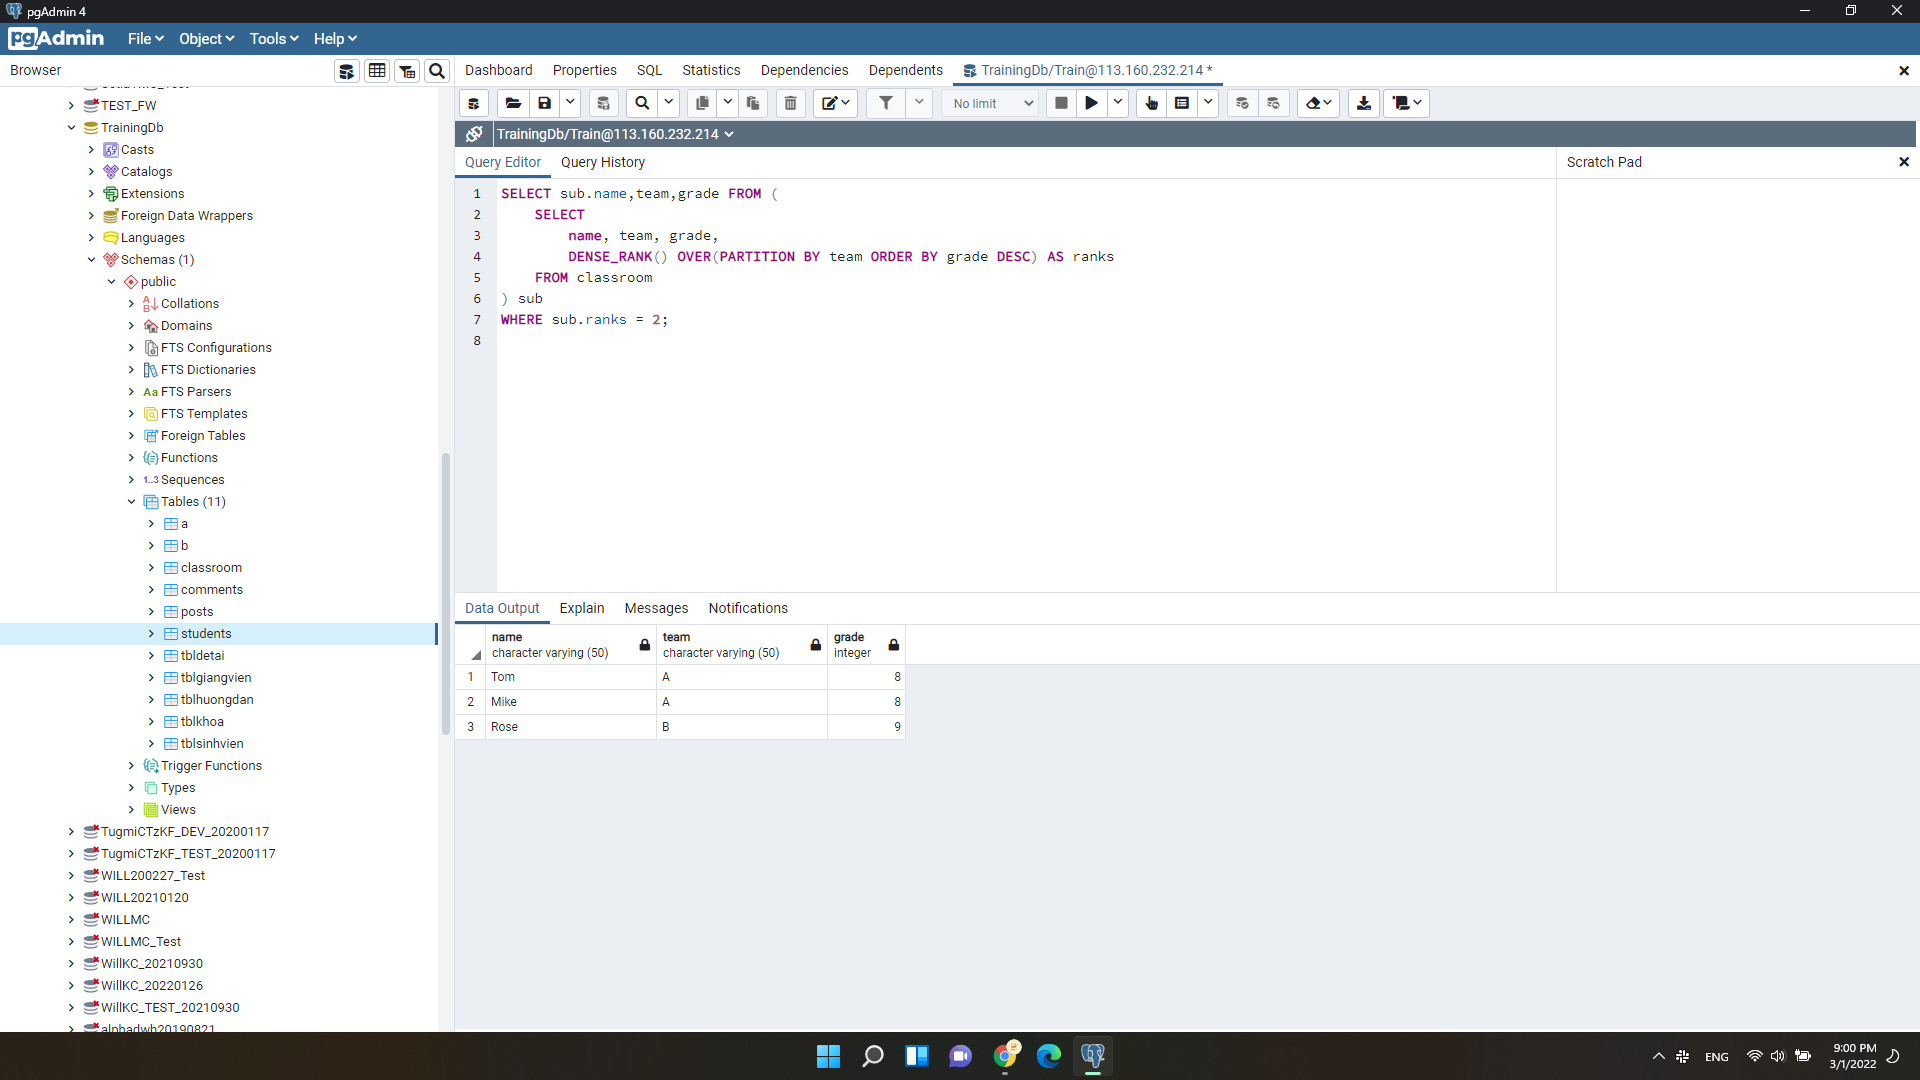 pgAdmin 4
pgAdmin File Object Tools Help
Browser
TEST_FW
TrainingDb
Casts
Catalogs
Extensions
Foreign Data Wrappers
Languages
Schemas (1)
public
Collations
Domains
FTS Configurations
FTS Dictionaries
Aa FTS Parsers
FTS Templates
Foreign Tables
Functions
1..3 Sequences
Tables (11)
a
b
classroom
comments
posts
students
tbldetai
tblgiangvien
tblhuongdan
tblkhoa
tblsinhvien
Trigger Functions
Types
Views
TugmiCTzKF_DEV_20200117
TugmiCTzKF_TEST_20200117
WILL200227_Test
WILL20210120
WILLMC
WILLMC_Test
WillKC_20210930
WillKC_20220126
WillKC_TEST_20210930
alphadwh20190821
Dashboard Properties SQL Statistics Dependencies Dependents TrainingDb/Train@113.160.232.214 *
No limit
TrainingDb/Train@113.160.232.214
Query Editor Query History
Scratch Pad
1 SELECT sub.name,team,grade FROM (
2 SELECT
3 name, team, grade,
4 DENSE_RANK() OVER(PARTITION BY team ORDER BY grade DESC) AS ranks
5 FROM classroom
6 ) sub
7 WHERE sub.ranks = 2;
8
Data Output Explain Messages Notifications
name team grade
character varying (50) character varying (50) integer
1 Tom A 8
2 Mike A 8
3 Rose B 9
ENG
9:00 PM
3/1/2022